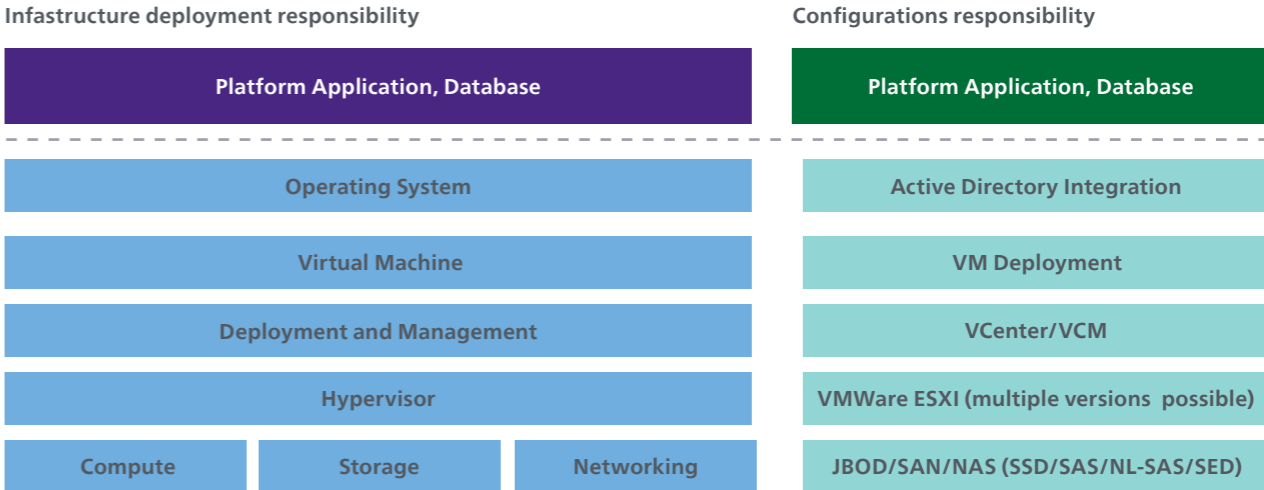 Infastructure deployment responsibility
Configurations responsibility
Platform Application, Database
Platform Application, Database
Operating System
Active Directory Integration
Virtual Machine
VM Deployment
Deployment and Management
VCenter/VCM
Hypervisor
VMWare ESXI (multiple versions possible)
Compute
Storage
Networking
JBOD/SAN/NAS (SSD/SAS/NL-SAS/SED)